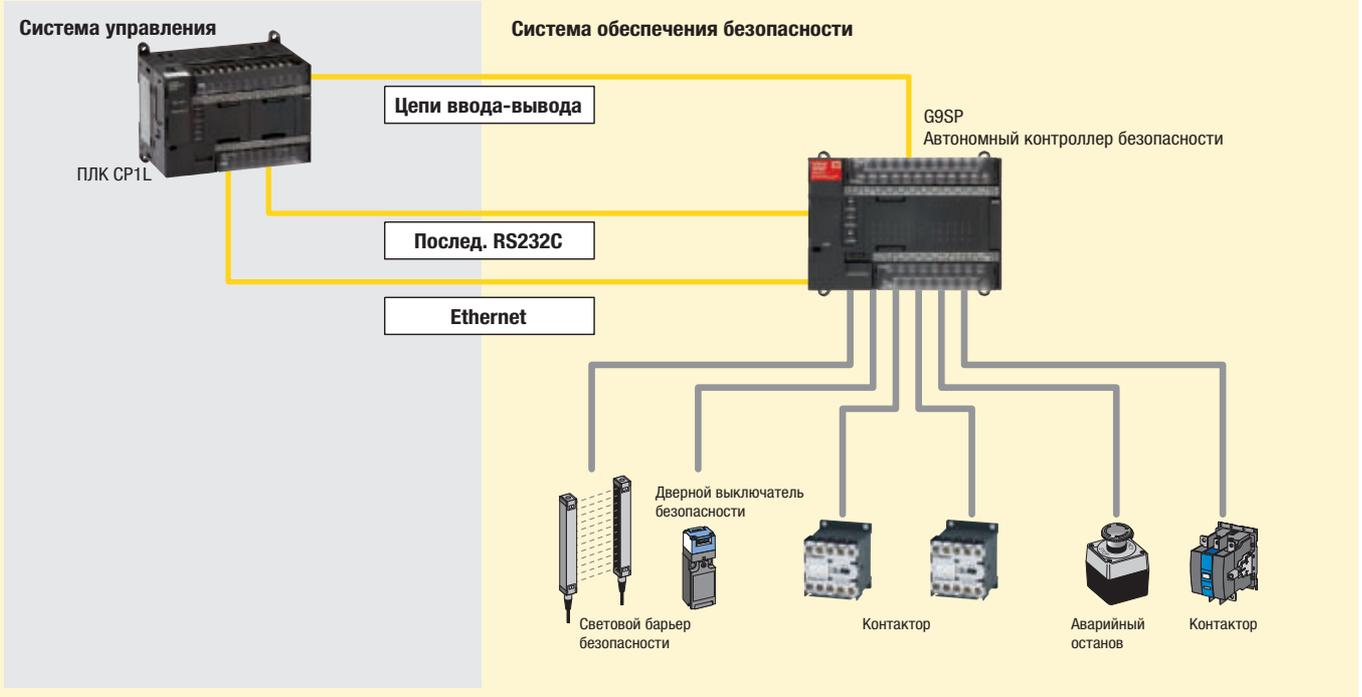 Система управления
Система обеспечения безопасности
Цепи ввода-вывода
G9SP
Автономный контроллер безопасности
ПЛК CP1L
Послед. RS232C
Ethernet
Дверной выключатель
безопасности
Световой барьер
безопасности
Контактор
Аварийный
останов
Контактор